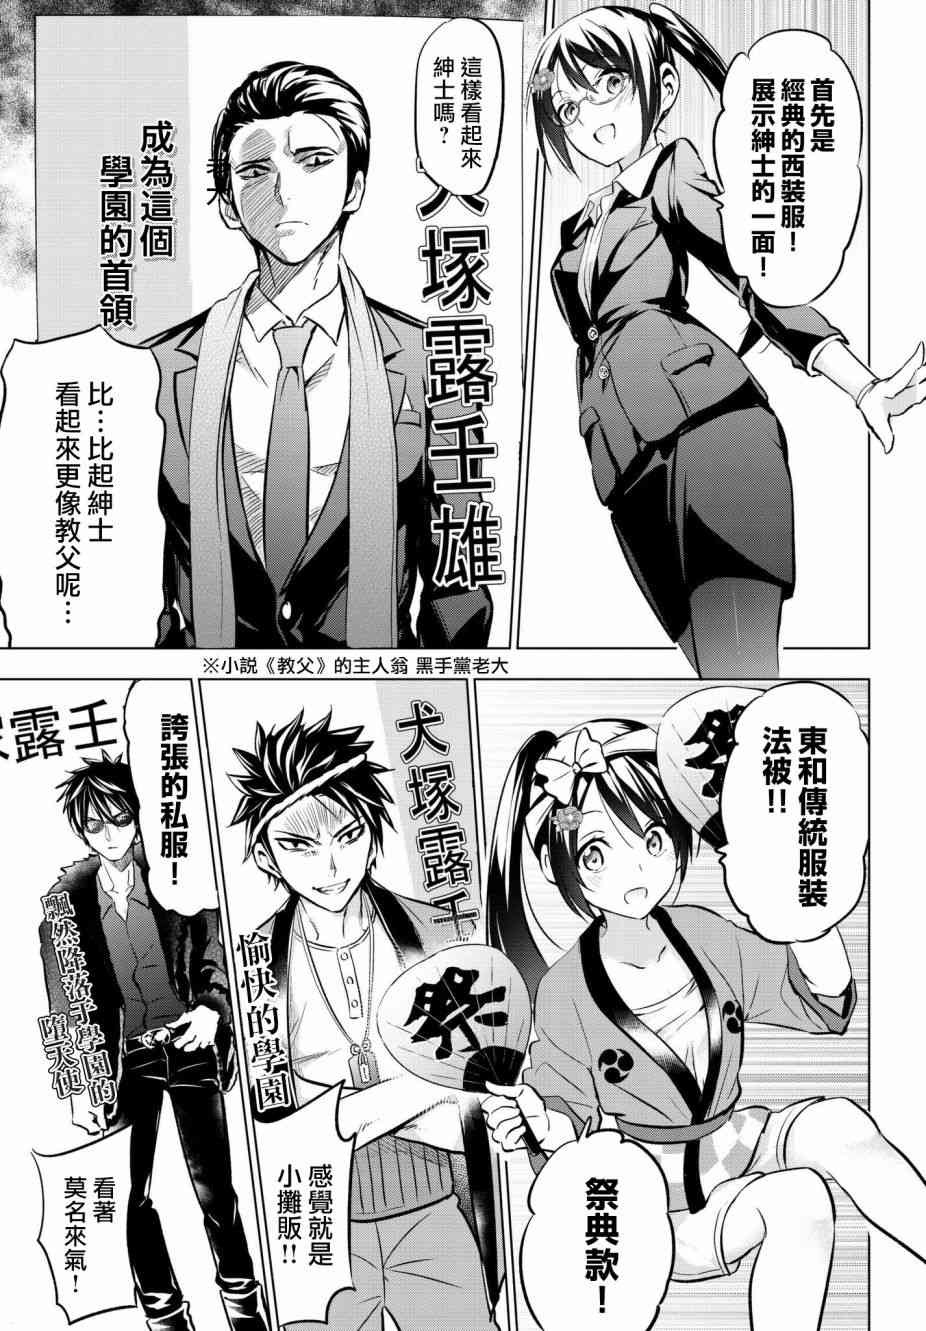 首先是
經典的西裝服！
展示紳士的一面！
這樣看起來
紳士嗎？
犬塚露壬雄
成為這個
學園的首領
比…比起紳士
看起來更像教父呢…
※小説《教父》的主人翁 黑手黨老大
東和傳統服裝
法被!!
祭
祭
祭典款！
犬塚露壬
愉快的學園
感覺就是
小攤販!!
誇張的私服！
塚露壬
飄然降落于學園的
墮天使
看著
莫名來氣！